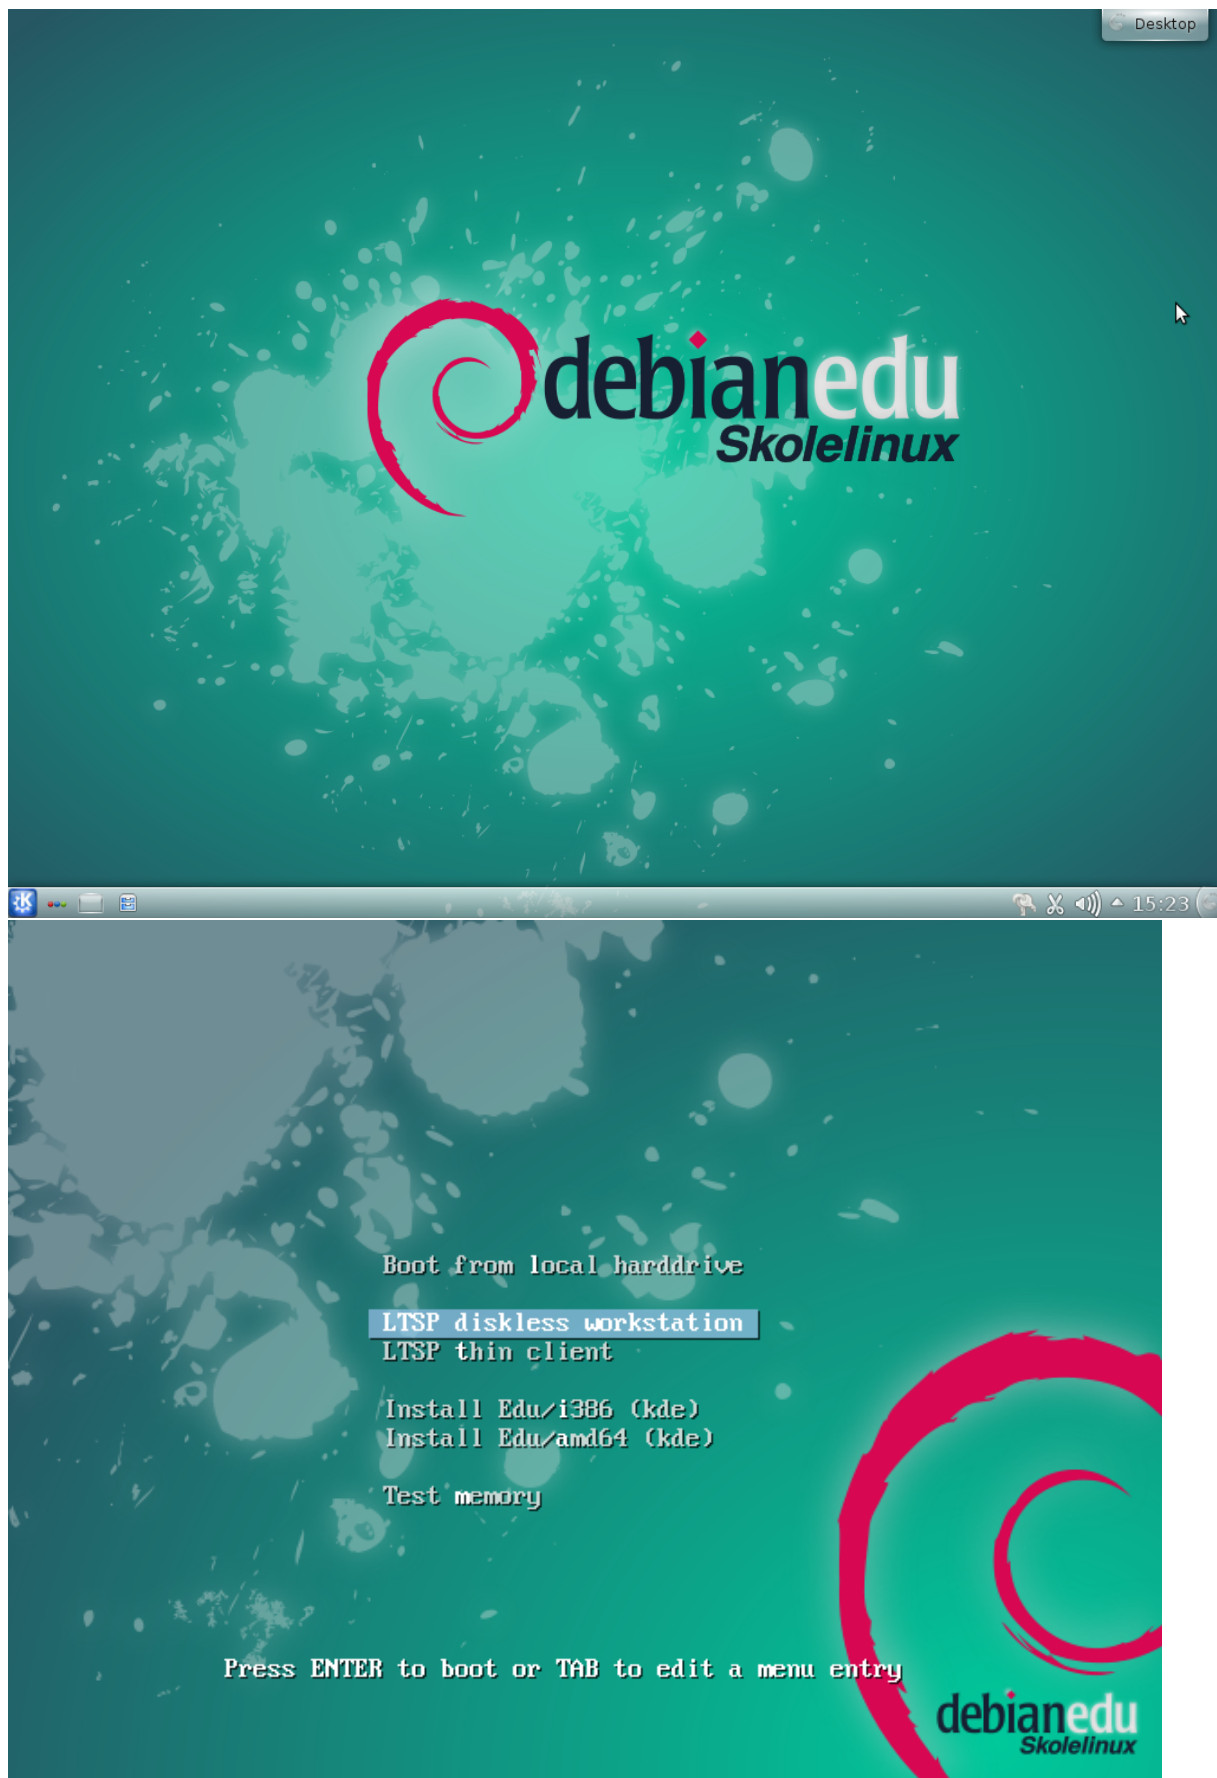 Desktop
debianedu
Skolelinux
15:23
Boot from local harddrive
LTSP diskless workstation
LTSP thin client
Install Edu/i386 (kde)
Install Edu/amd64 (kde)
Test memory
Press ENTER to boot or TAB to edit a menu entry
debianedu
Skolelinux